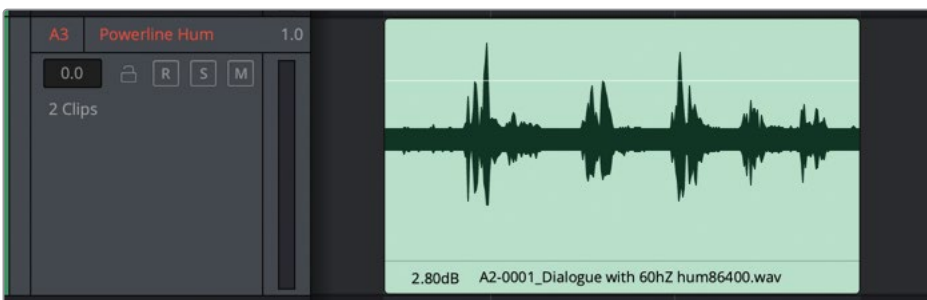 A3 Powerline Hum 1.0
0.0 R S M
2 Clips
2.80dB A2-0001_Dialogue with 60hZ hum86400.wav